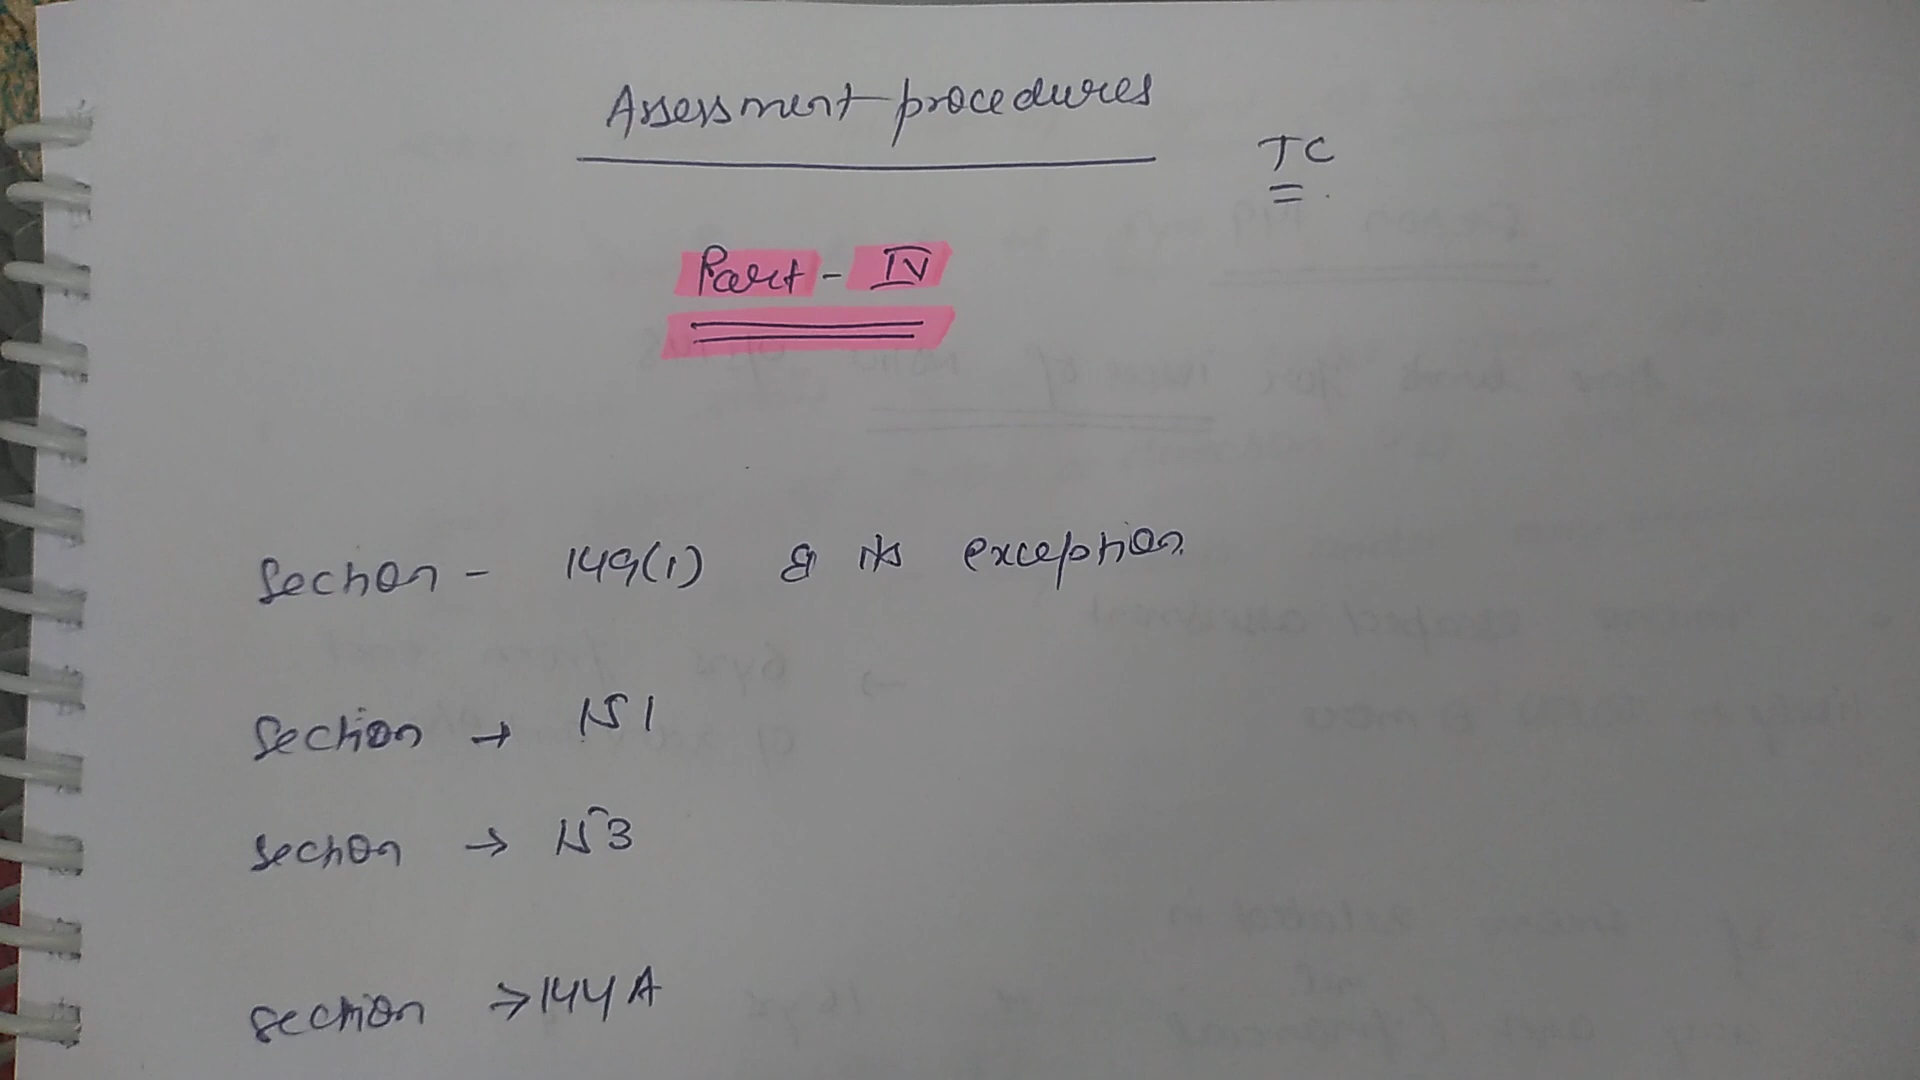 Assessment procedures
TC
Part - IV
Section - 149(1) & its exception
Section → 151
Section → 153
Section → 144A